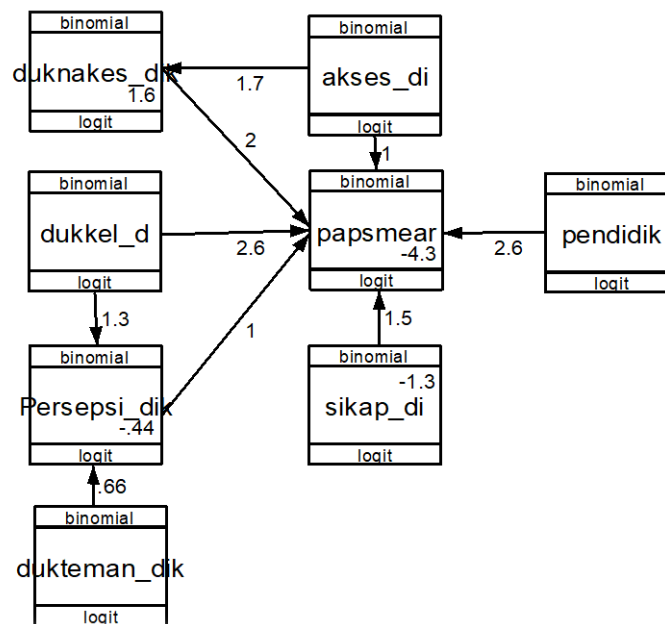 binomial
duknakes_dik
1.6
logit
1.7
binomial
akses_di
logit
2
1
binomial
dukkel_d
logit
2.6
binomial
papsmear
-4.3
logit
2.6
binomial
pendidik
logit
1.3
1
1.5
binomial
Persepsi_dik
-.44
logit
binomial
-1.3
sikap_di
logit
.66
binomial
dukteman_dik
logit